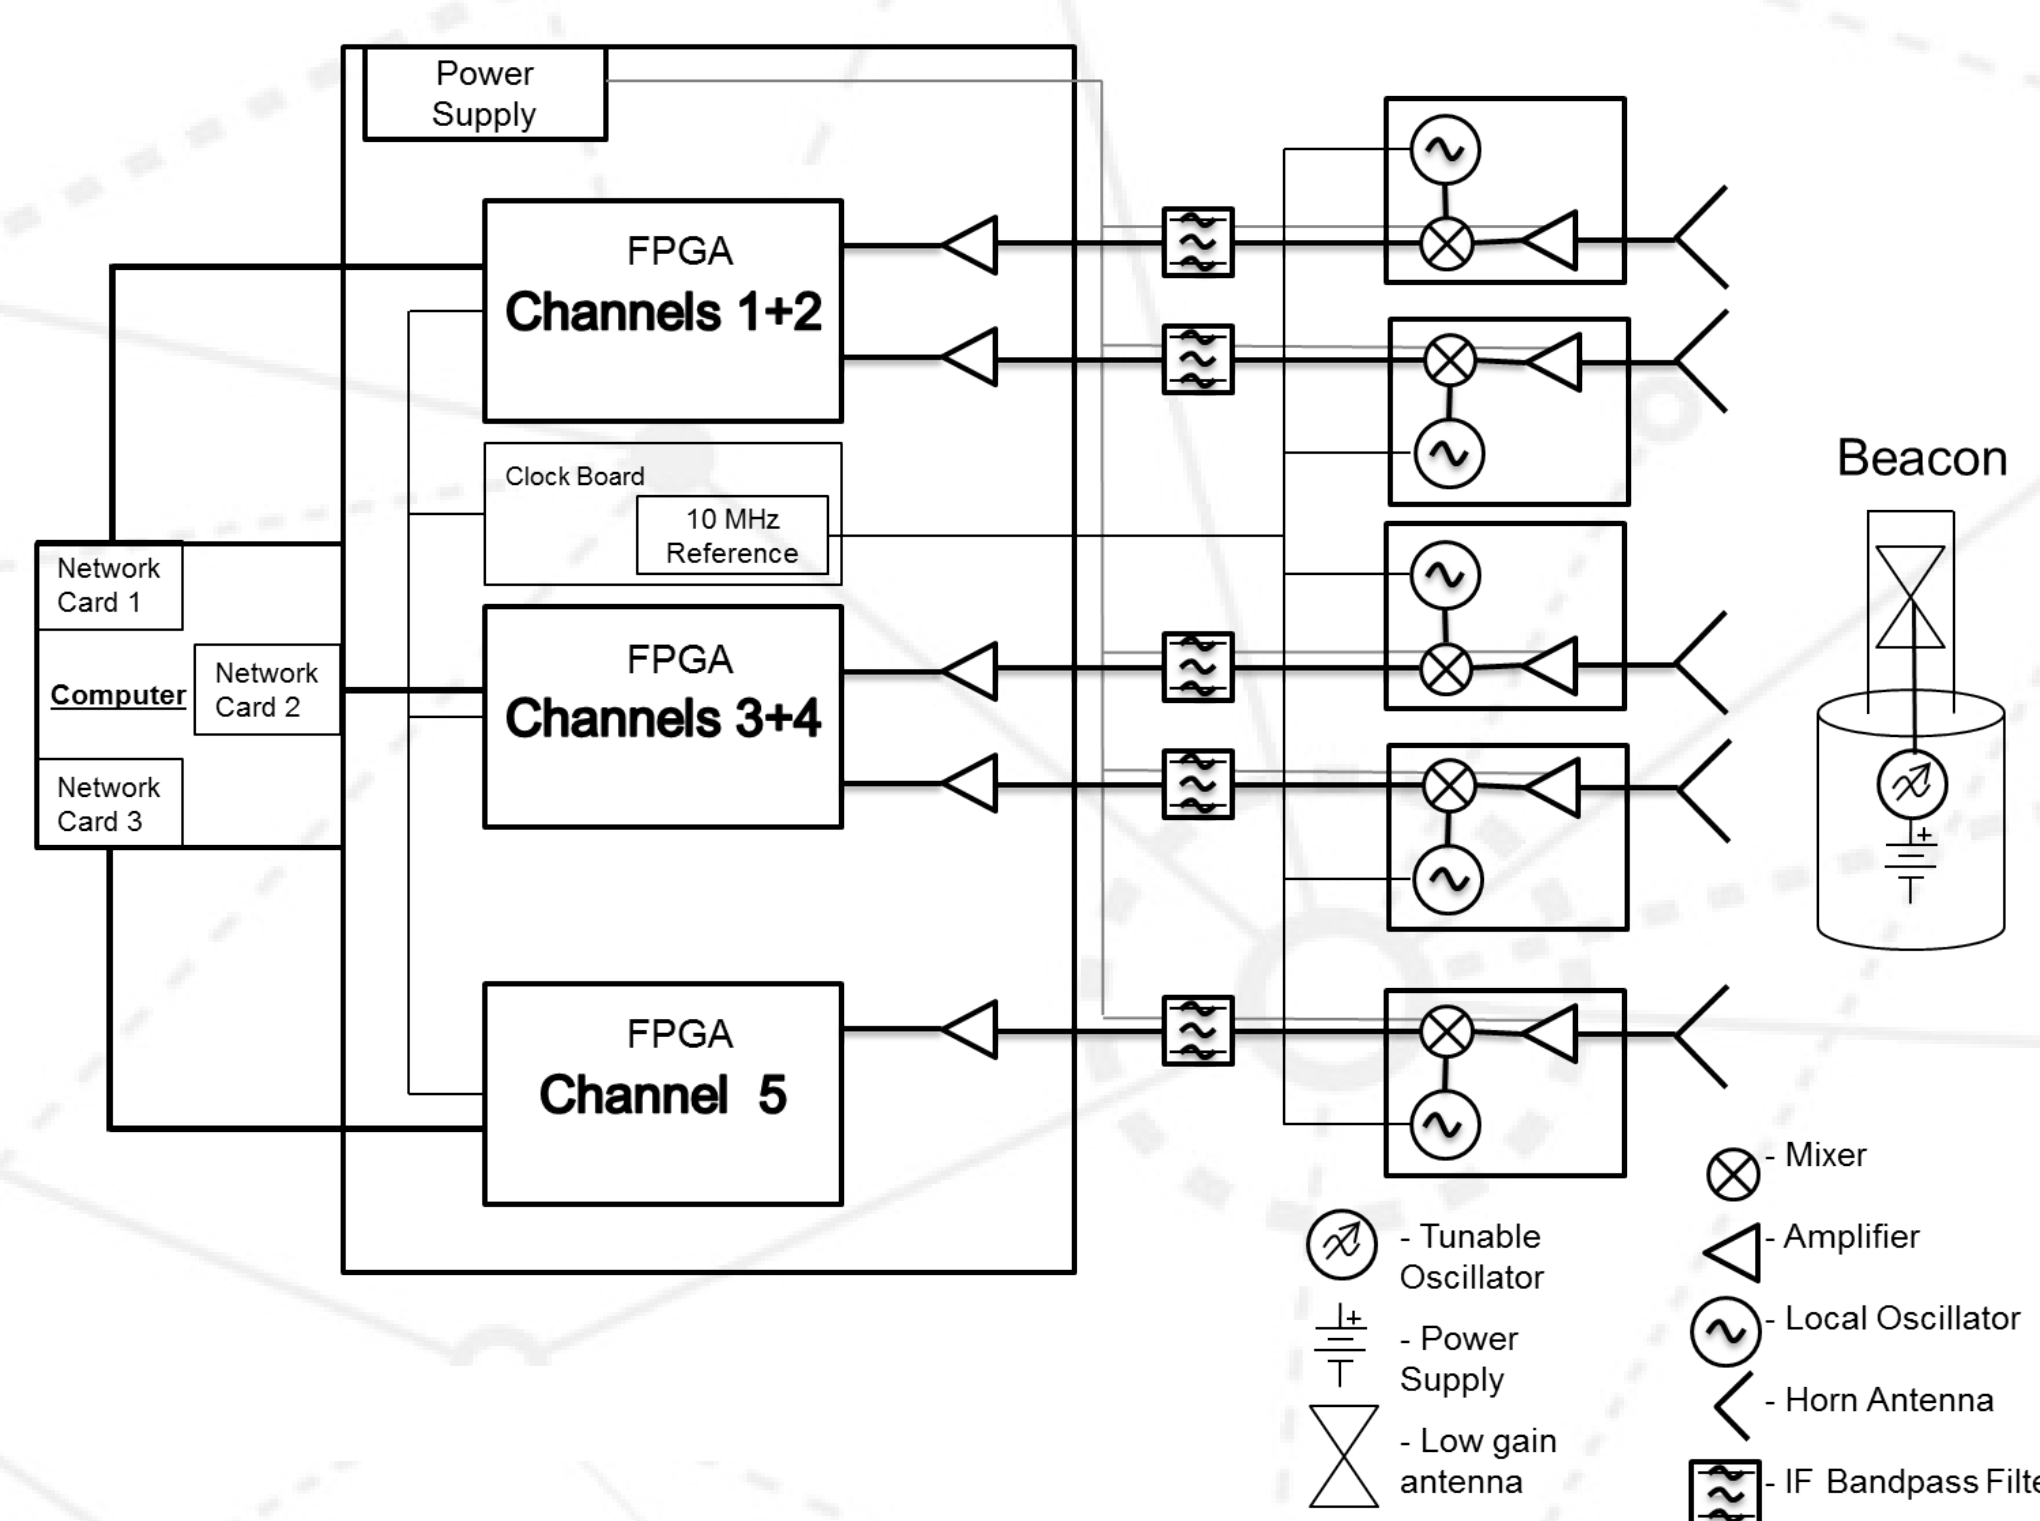 Power
Supply
FPGA
Channels 1+2
Clock Board
10 MHz
Reference
Network
Card 1
Computer
Network
Card 2
Network
Card 3
FPGA
Channels 3+4
FPGA
Channel 5
Beacon
+
- Tunable
Oscillator
+
- Power
Supply
- Low gain
antenna
- Mixer
- Amplifier
- Local Oscillator
- Horn Antenna
- IF Bandpass Filte